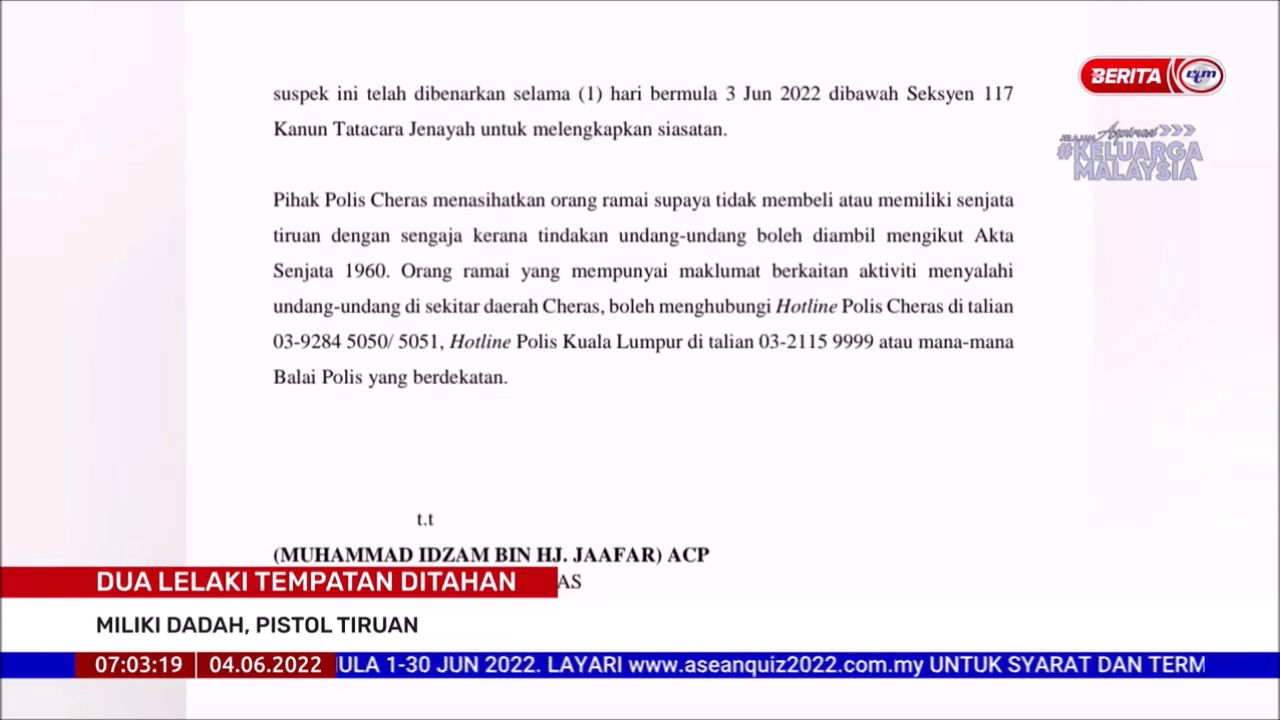 BERITA rtm
suspek ini telah dibenarkan selama (1) hari bermula 3 Jun 2022 dibawah Seksyen 117
Kanun Tatacara Jenayah untuk melengkapkan siasatan.
Aspirasi
#KELUARGA
MALAYSIA
Pihak Polis Cheras menasihatkan orang ramai supaya tidak membeli atau memiliki senjata
tiruan dengan sengaja kerana tindakan undang-undang boleh diambil mengikut Akta
Senjata 1960. Orang ramai yang mempunyai maklumat berkaitan aktiviti menyalahi
undang-undang di sekitar daerah Cheras, boleh menghubungi Hotline Polis Cheras di talian
03-9284 5050/ 5051, Hotline Polis Kuala Lumpur di talian 03-2115 9999 atau mana-mana
Balai Polis yang berdekatan.
t.t
(MUHAMMAD IDZAM BIN HJ. JAAFAR) ACP
AS
DUA LELAKI TEMPATAN DITAHAN
MILIKI DADAH, PISTOL TIRUAN
07:03:19 04.06.2022 ULA 1-30 JUN 2022. LAYARI www.aseanquiz2022.com.my UNTUK SYARAT DAN TERM